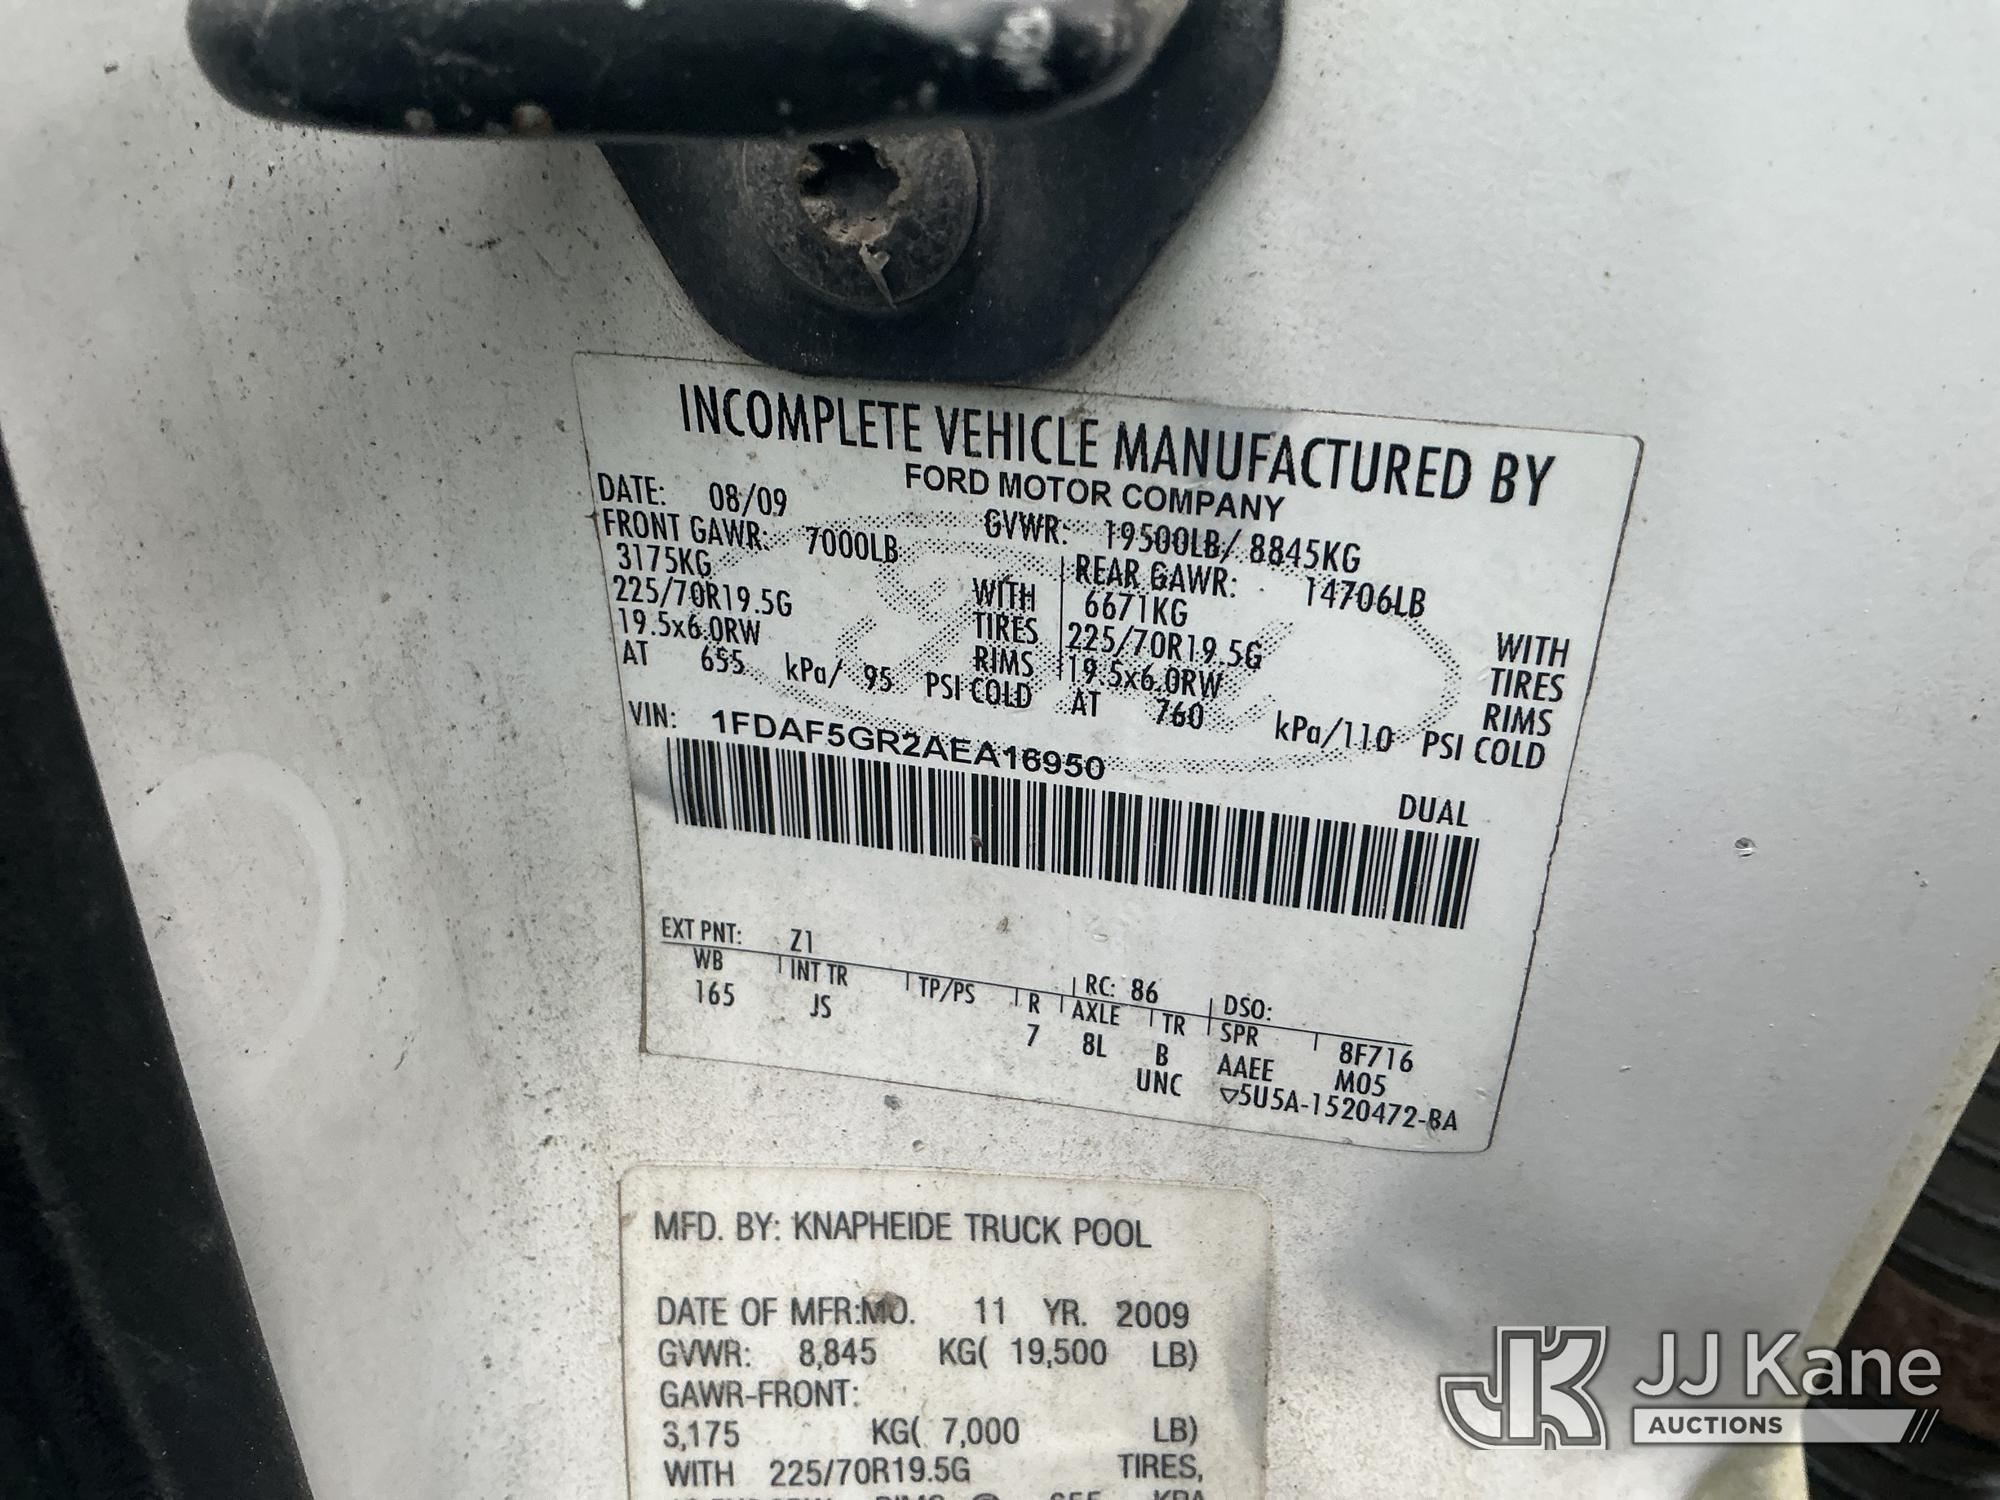 INCOMPLETE VEHICLE MANUFACTURED BY
FORD MOTOR COMPANY
DATE: 08/09 GVWR: 19500LB/ 8845KG
FRONT GAWR: 7000LB REAR GAWR: 14706LB
3175KG WITH 6671KG WITH
225/70R19.5G TIRES 225/70R19.5G TIRES
19.5x6.0RW RIMS 19.5x6.0RW RIMS
AT 655 kPa/ 95 PSI COLD AT 760 kPa/110 PSI COLD
VIN: 1FDAF5GR2AEA16950
DUAL
EXT PNT: Z1 RC: 86 DSO:
WB INT TR TP/PS R AXLE TR SPR 8F716
165 JS 7 8L B AAEE M05
UNC ▽5U5A-1520472-BA
MFD. BY: KNAPHEIDE TRUCK POOL
DATE OF MFR:MO. 11 YR. 2009
GVWR: 8,845 KG( 19,500 LB)
GAWR-FRONT:
3,175 KG( 7,000 LB)
WITH 225/70R19.5G TIRES,
RIMS @ 655 KPA
JK JJ Kane
AUCTIONS